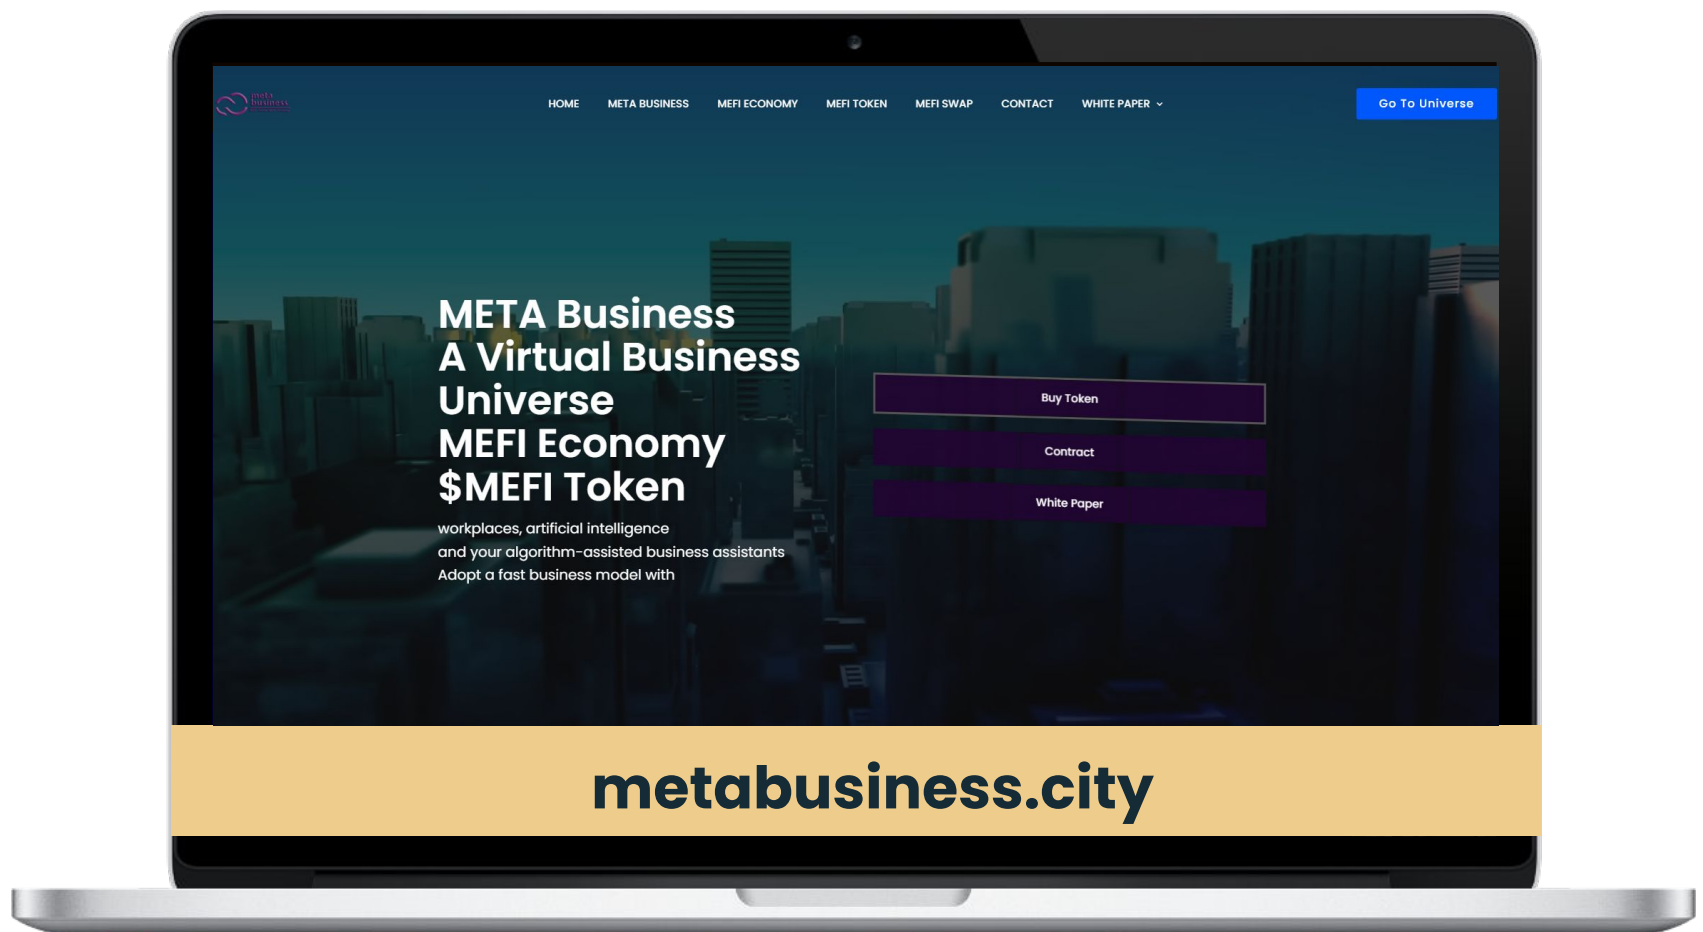 meta
business
HOME
META BUSINESS
MEFI ECONOMY
MEFI TOKEN
MEFI SWAP
CONTACT
WHITE PAPER
Go To Universe
META Business
A Virtual Business
Universe
MEFI Economy
$MEFI Token
workplaces, artificial intelligence
and your algorithm-assisted business assistants
Adopt a fast business model with
Buy Token
Contract
White Paper
metabusiness.city